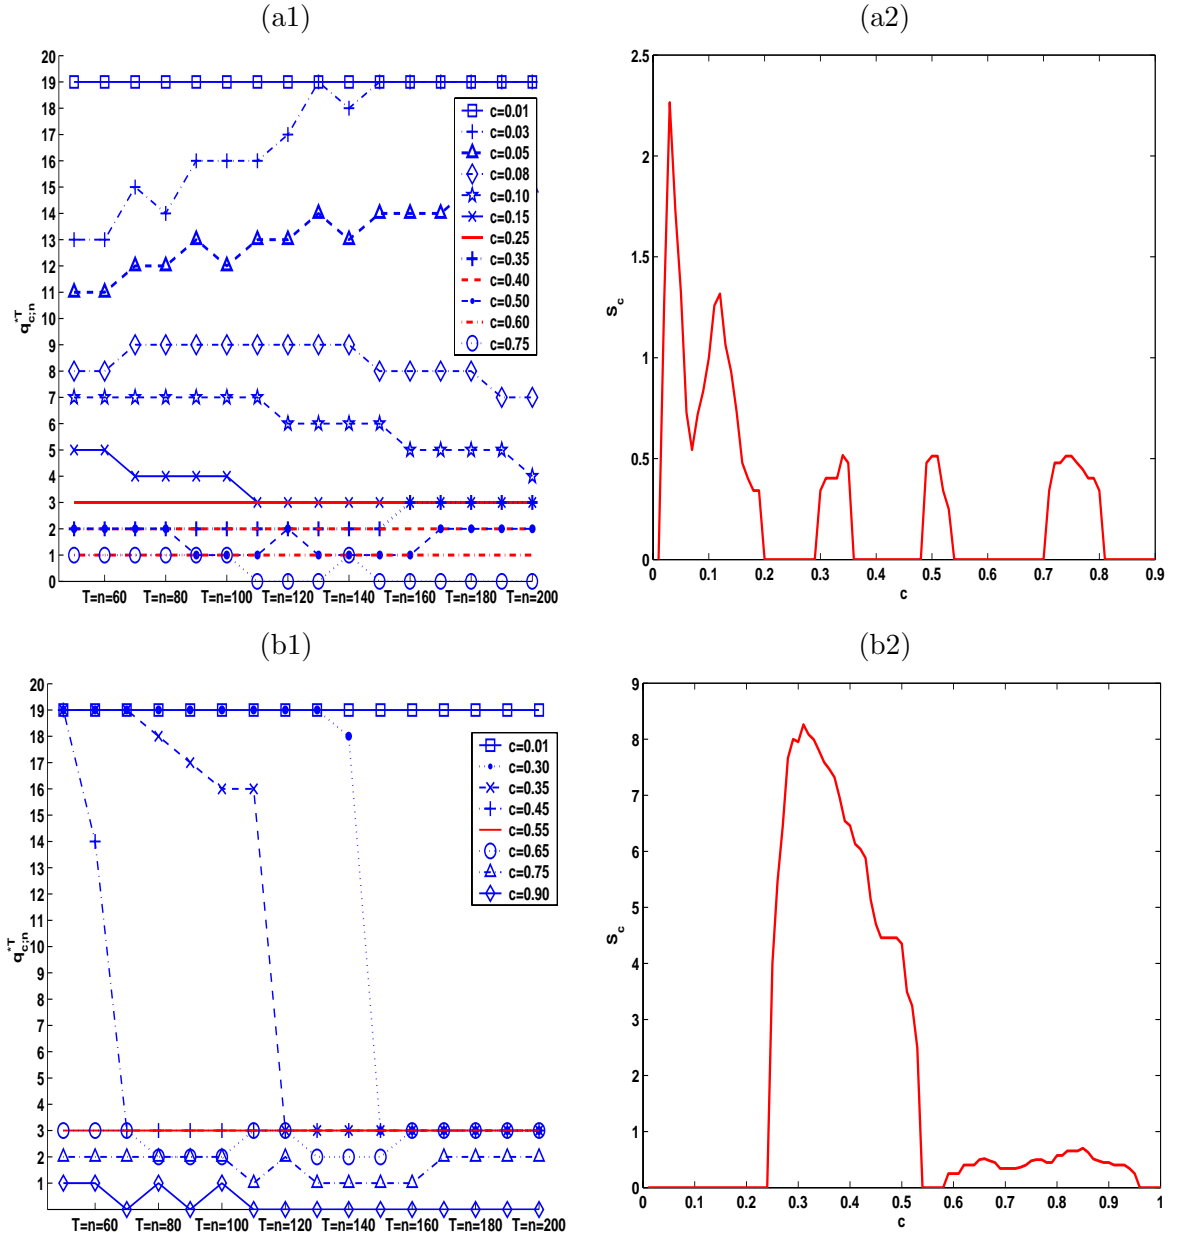 (a1)
(a2)
20
19
18
17
16
15
14
13
12
11
10
9
8
7
6
5
4
3
2
1
0
q*T c;n
T=n=60 T=n=80 T=n=100 T=n=120 T=n=140 T=n=160 T=n=180 T=n=200
c=0.01
c=0.03
c=0.05
c=0.08
c=0.10
c=0.15
c=0.25
c=0.35
c=0.40
c=0.50
c=0.60
c=0.75
2.5
2
1.5
1
0.5
0
S c
0 0.1 0.2 0.3 0.4 0.5 0.6 0.7 0.8 0.9
c
(b1)
(b2)
20
19
18
17
16
15
14
13
12
11
10
9
8
7
6
5
4
3
2
1
q*T c;n
T=n=60 T=n=80 T=n=100 T=n=120 T=n=140 T=n=160 T=n=180 T=n=200
c=0.01
c=0.30
c=0.35
c=0.45
c=0.55
c=0.65
c=0.75
c=0.90
9
8
7
6
5
4
3
2
1
0
S c
0 0.1 0.2 0.3 0.4 0.5 0.6 0.7 0.8 0.9 1
c